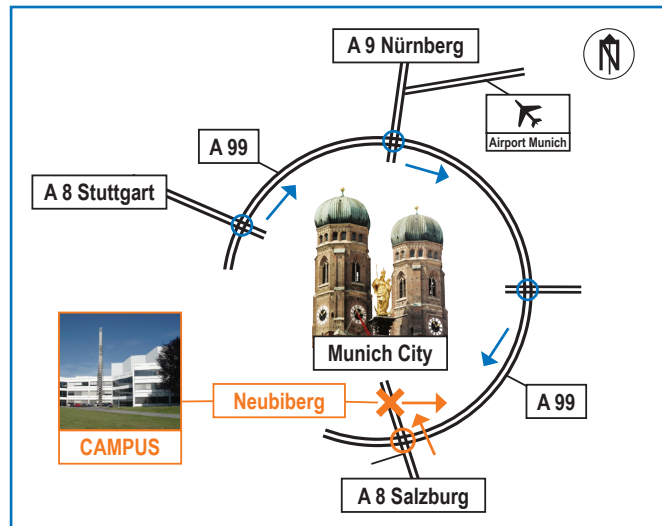 A 9 Nürnberg
N
Airport Munich
A 99
A 8 Stuttgart
Munich City
Neubiberg
A 99
CAMPUS
A 8 Salzburg